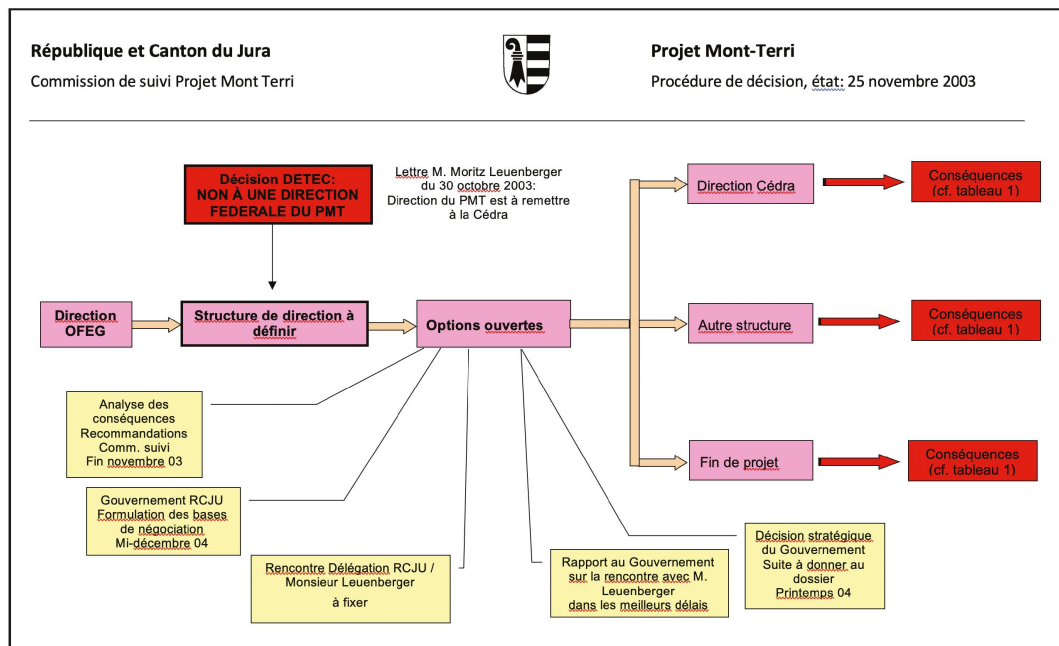 République et Canton du Jura
Commission de suivi Projet Mont Terri
Projet Mont-Terri
Procédure de décision, état: 25 novembre 2003
Décision DETEC:
NON À UNE DIRECTION
FEDERALE DU PMT
Lettre M. Moritz Leuenberger
du 30 octobre 2003:
Direction du PMT est à remettre
à la Cédra
Direction Cédra
Conséquences
(cf. tableau 1)
Direction
OFEG
Structure de direction à
définir
Options ouvertes
Autre structure
Conséquences
(cf. tableau 1)
Analyse des
conséquences
Recommandations
Comm. suivi
Fin novembre 03
Fin de projet
Conséquences
(cf. tableau 1)
Gouvernement RCJU
Formulation des bases
de négociation
Mi-décembre 04
Rencontre Délégation RCJU /
Monsieur Leuenberger
à fixer
Rapport au Gouvernement
sur la rencontre avec M.
Leuenberger
dans les meilleurs délais
Décision stratégique
du Gouvernement
Suite à donner au
dossier
Printemps 04